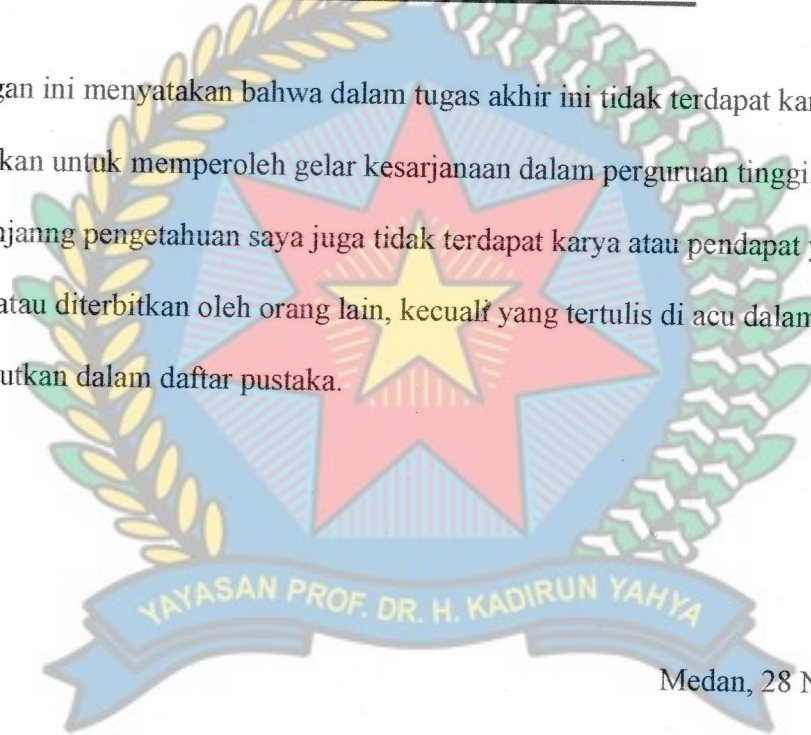 gan ini menyatakan bahwa dalam tugas akhir ini tidak terdapat kar
kan untuk memperoleh gelar kesarjanaan dalam perguruan tinggi
njanng pengetahuan saya juga tidak terdapat karya atau pendapat y
atau diterbitkan oleh orang lain, kecuali yang tertulis di acu dalam
utkan dalam daftar pustaka.
YAYASAN PROF. DR. H. KADIRUN YAHYA
Medan, 28 N